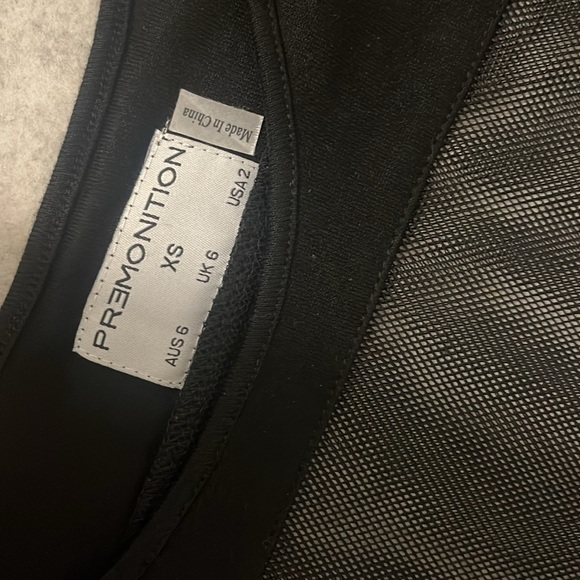 PREMONITION
XS
AUS 6 UK 6 USA 2
Made In China